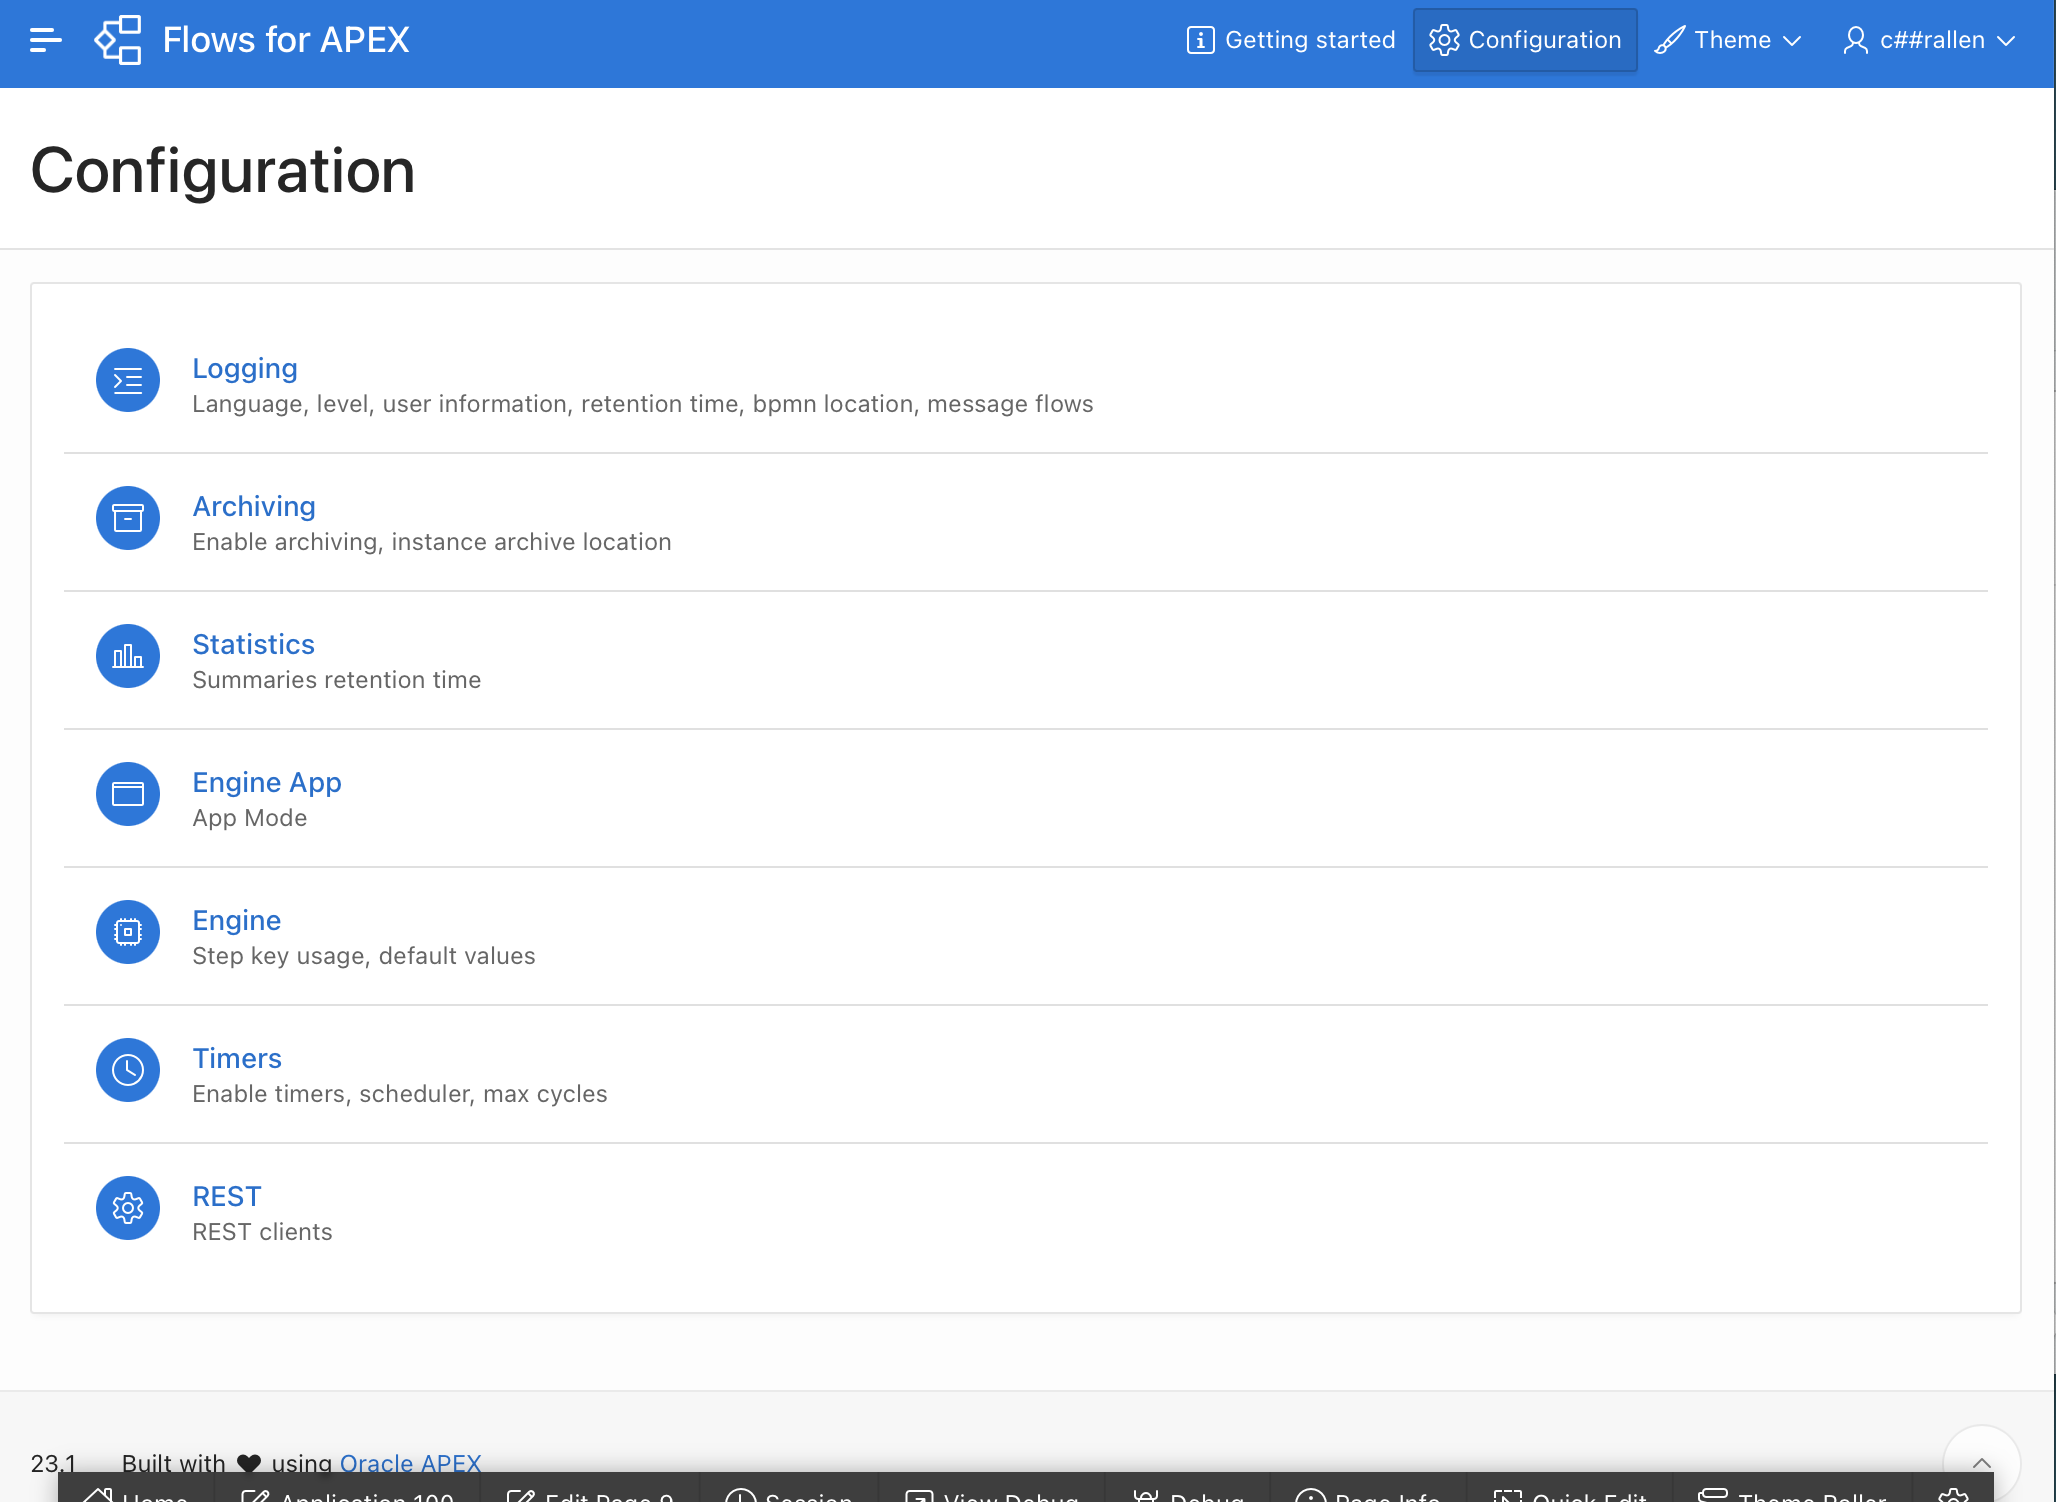 Flows for APEX
Getting started
Configuration
Theme
c##rallen
Configuration
Logging
Language, level, user information, retention time, bpmn location, message flows
Archiving
Enable archiving, instance archive location
Statistics
Summaries retention time
Engine App
App Mode
Engine
Step key usage, default values
Timers
Enable timers, scheduler, max cycles
REST
REST clients
23.1 Built with ♥ using Oracle APEX
Home
Application 100
Edit Page 9
Session
View Debug
Debug
Page Info
Quick Edit
Theme Roller